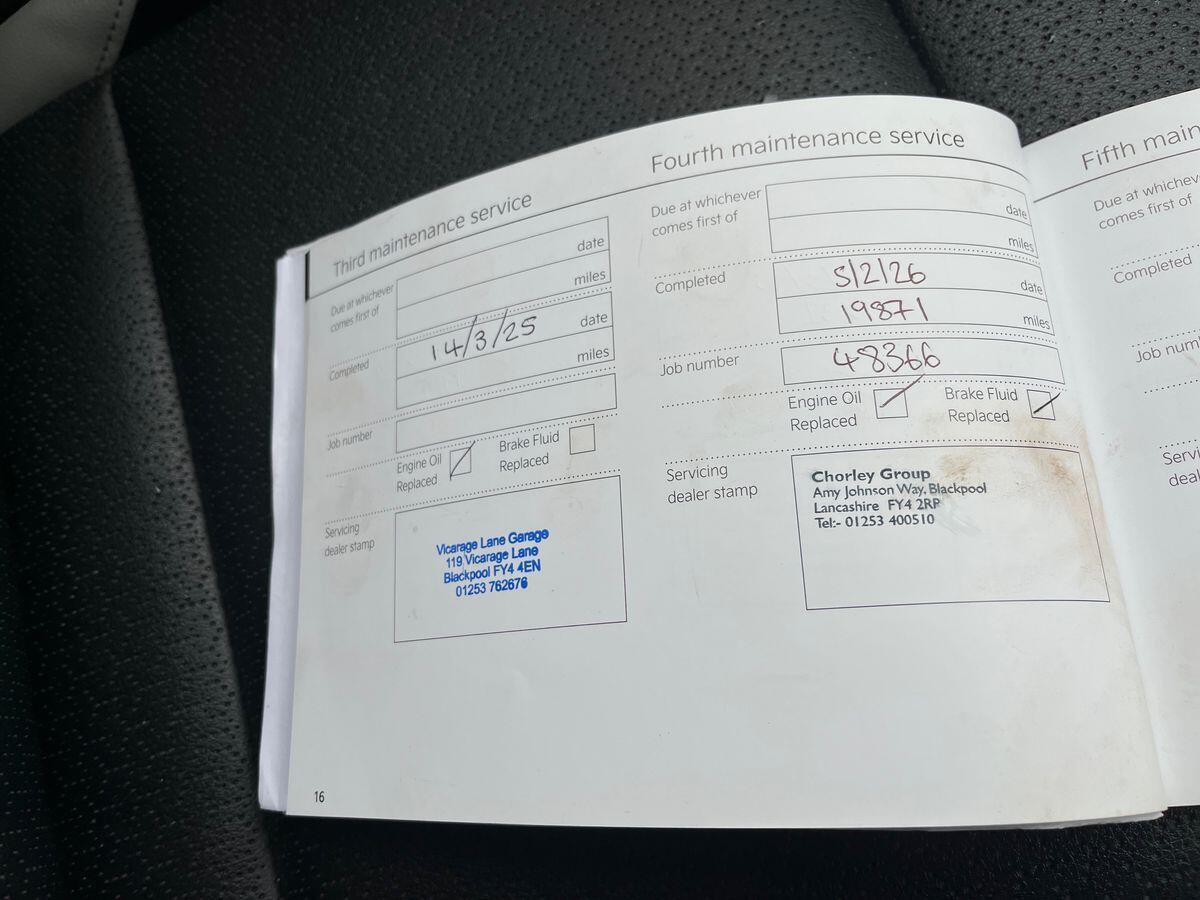 Third maintenance service
Due at whichever
comes first of
date
miles
Completed
14/3/25 date
miles
Job number
Engine Oil
Replaced
Brake Fluid
Replaced
Servicing
dealer stamp
Vicarage Lane Garage
119 Vicarage Lane
Blackpool FY4 4EN
01253 762676
16
Fourth maintenance service
Due at whichever
comes first of
date
miles
Completed
5/2/26 date
19871 miles
Job number
48366
Engine Oil
Replaced
Brake Fluid
Replaced
Servicing
dealer stamp
Chorley Group
Amy Johnson Way, Blackpool
Lancashire FY4 2RP
Tel:- 01253 400510
Fifth main
Due at whichev
comes first of
Completed
Job num
Servi
deal